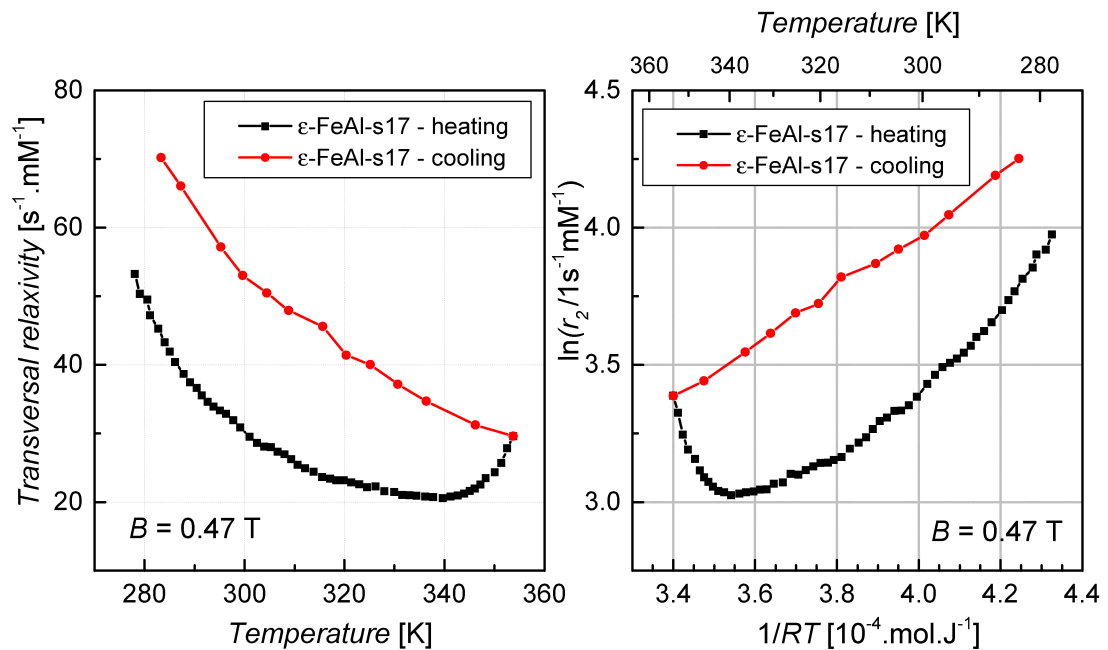 Temperature [K]
360 340 320 300 280
80
60
40
20
Transversal relaxivity [s⁻¹.mM⁻¹]
ε-FeAl-s17 - heating
ε-FeAl-s17 - cooling
B = 0.47 T
280 300 320 340 360
Temperature [K]
4.5
4.0
3.5
3.0
ln(r₂/1s⁻¹mM⁻¹)
ε-FeAl-s17 - heating
ε-FeAl-s17 - cooling
B = 0.47 T
3.4 3.6 3.8 4.0 4.2 4.4
1/RT [10⁻⁴.mol.J⁻¹]